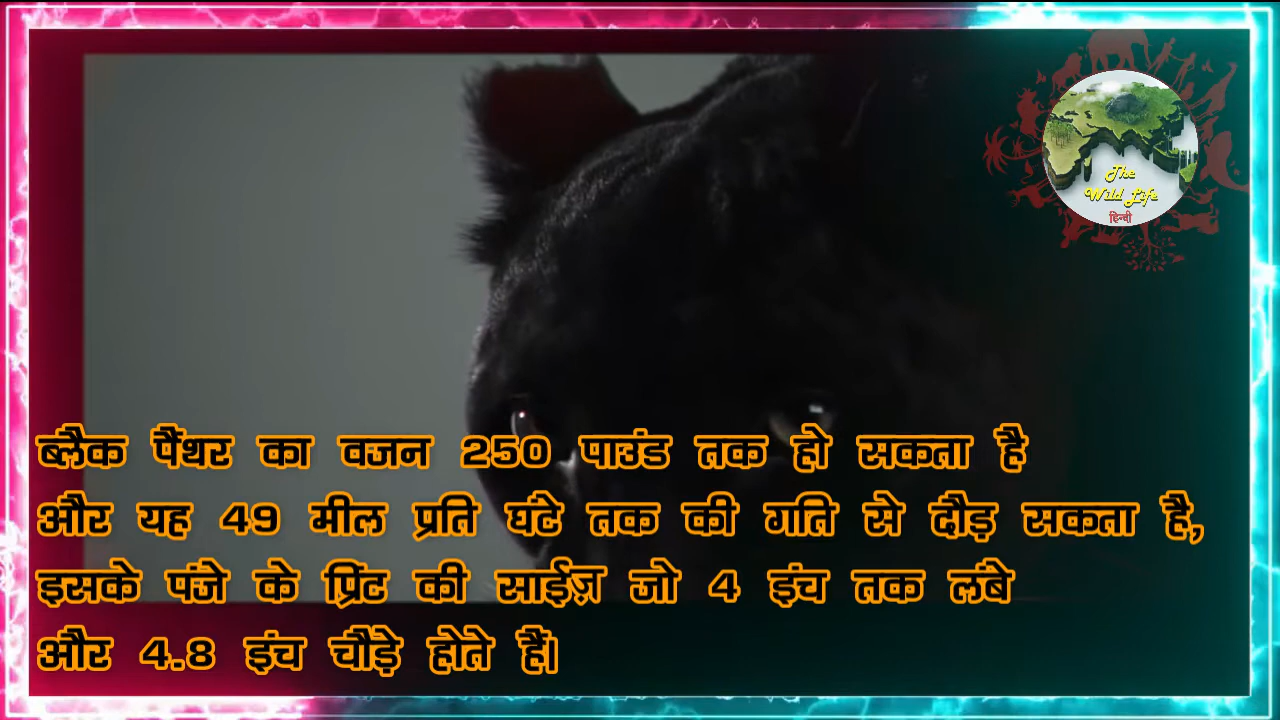 The
Wild Life
हिन्दी
ब्लैक पैंथर का वजन 250 पाउंड तक हो सकता है
और यह 49 मील प्रति घंटे तक की गति से दौड़ सकता है,
इसके पंजे के प्रिंट की साईज़ जो 4 इंच तक लंबे
और 4.8 इंच चौड़े होते हैं।